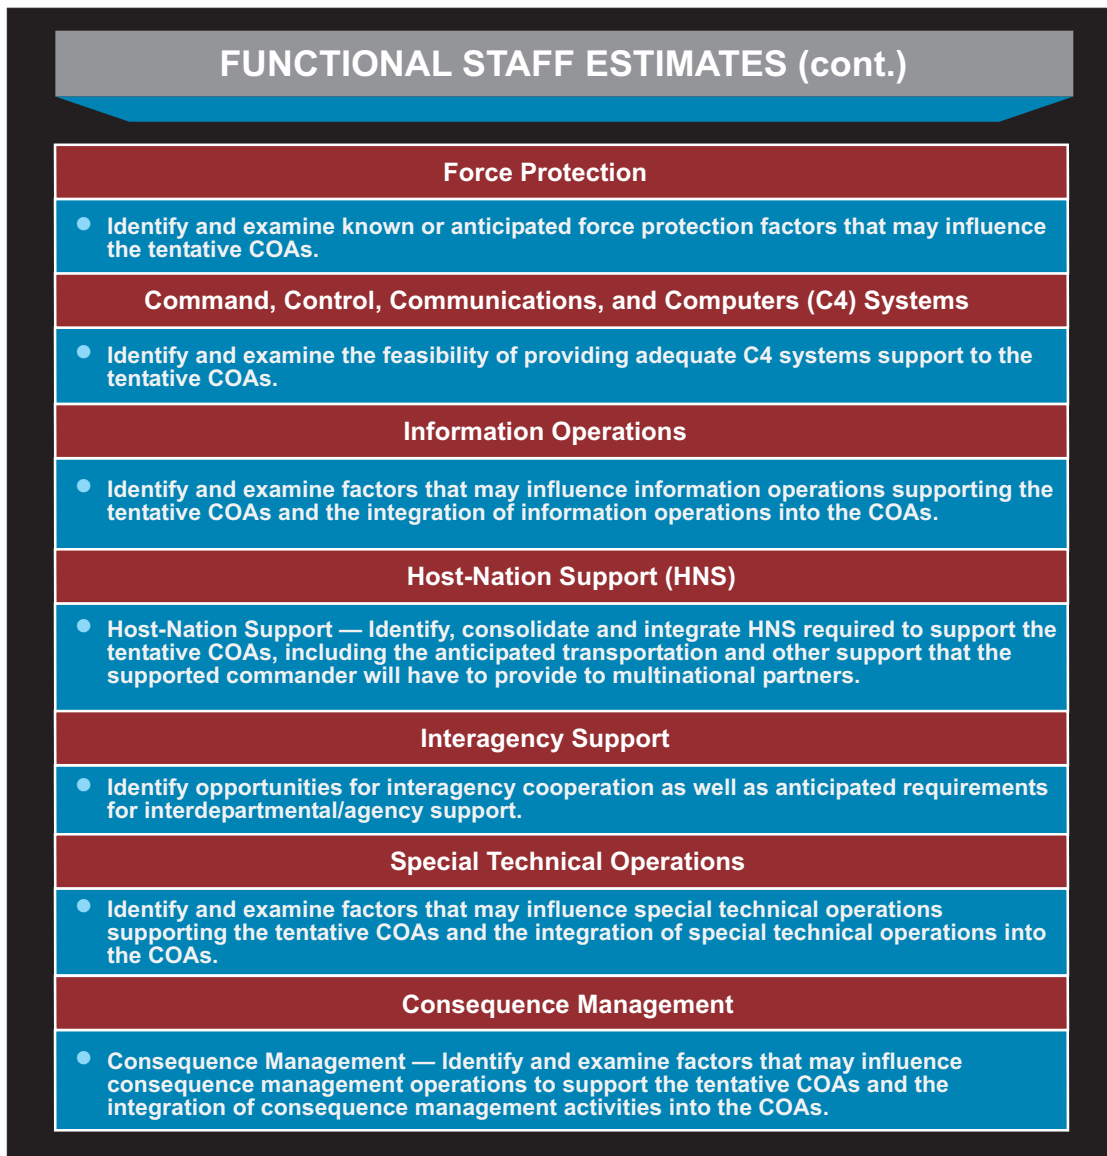 FUNCTIONAL STAFF ESTIMATES (cont.)
Force Protection
Identify and examine known or anticipated force protection factors that may influence
the tentative COAs.
Command, Control, Communications, and Computers (C4) Systems
Identify and examine the feasibility of providing adequate C4 systems support to the
tentative COAs.
Information Operations
Identify and examine factors that may influence information operations supporting the
tentative COAs and the integration of information operations into the COAs.
Host-Nation Support (HNS)
Host-Nation Support — Identify, consolidate and integrate HNS required to support the
tentative COAs, including the anticipated transportation and other support that the
supported commander will have to provide to multinational partners.
Interagency Support
Identify opportunities for interagency cooperation as well as anticipated requirements
for interdepartmental/agency support.
Special Technical Operations
Identify and examine factors that may influence special technical operations
supporting the tentative COAs and the integration of special technical operations into
the COAs.
Consequence Management
Consequence Management — Identify and examine factors that may influence
consequence management operations to support the tentative COAs and the
integration of consequence management activities into the COAs.